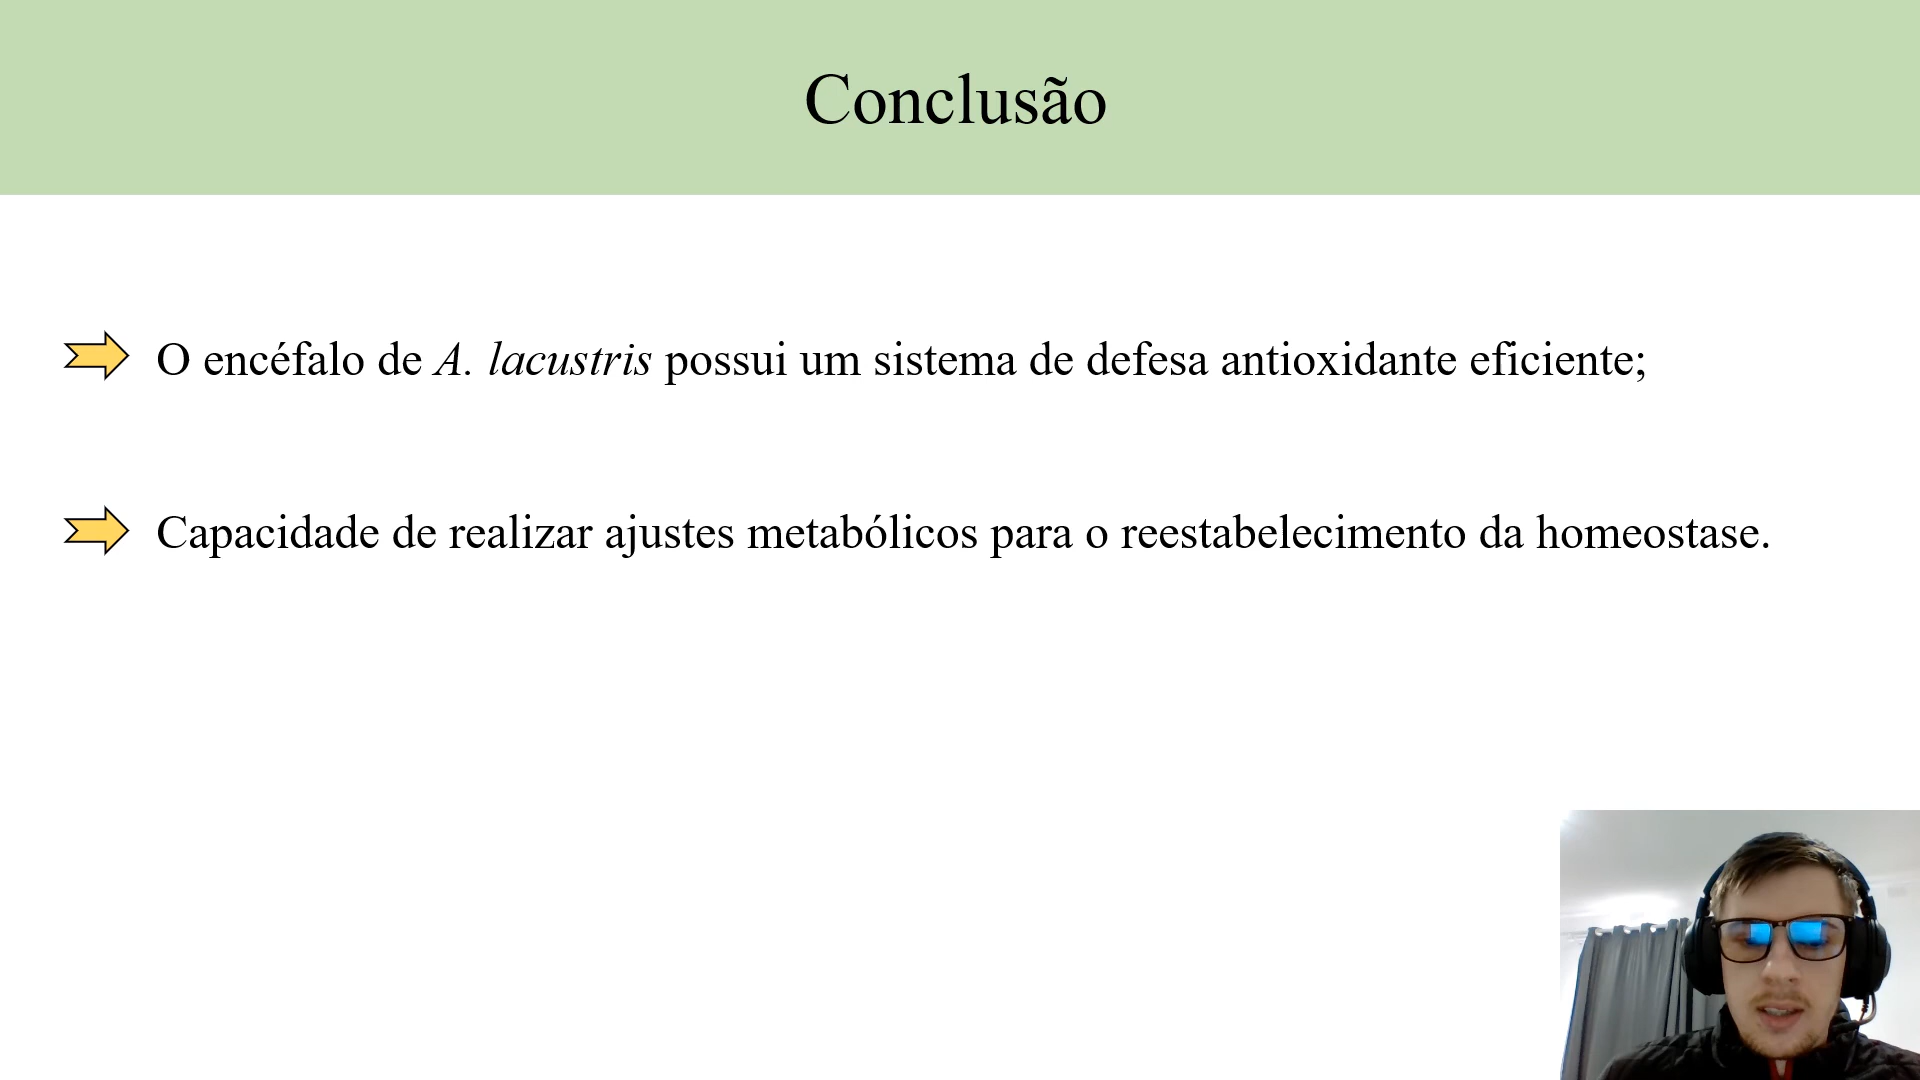 Conclusão
O encéfalo de A. lacustris possui um sistema de defesa antioxidante eficiente;
Capacidade de realizar ajustes metabólicos para o reestabelecimento da homeostase.